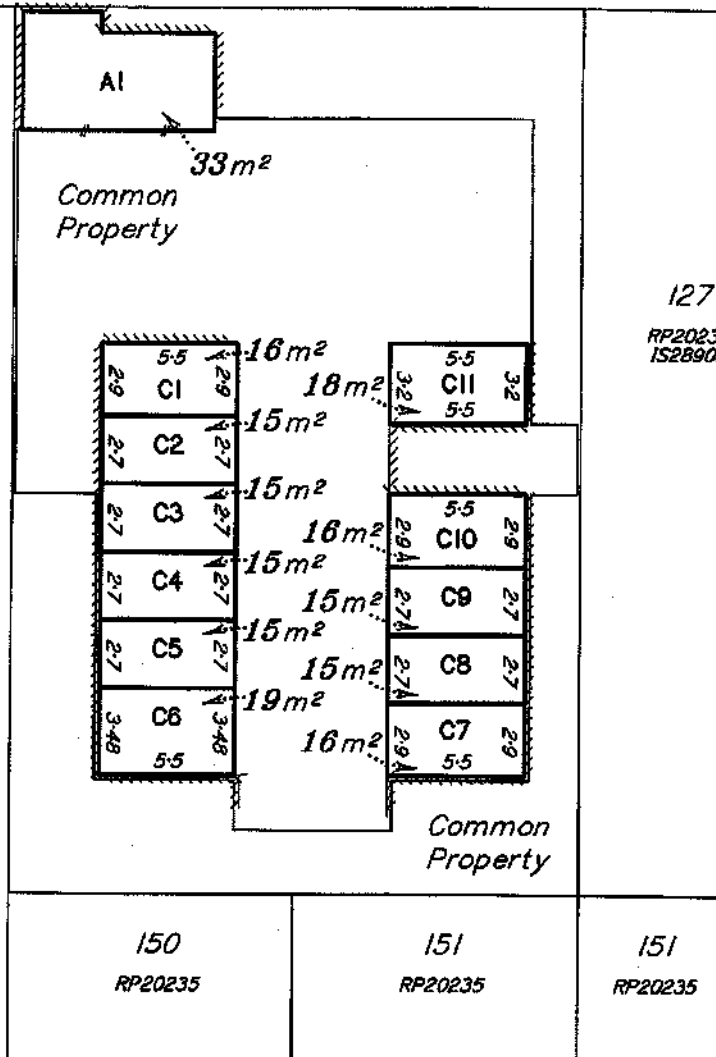 A1
33m²
Common
Property
127
RP2023
IS2890
5·5
16m²
2·9
C1
2·9
5·5
18m²
3·2
C11
3·2
5·5
2·7
C2
2·7
15m²
2·7
C3
2·7
15m²
5·5
16m²
2·9
C10
2·9
2·7
C4
2·7
15m²
15m²
2·7
C9
2·7
2·7
C5
2·7
15m²
15m²
2·7
C8
2·7
3·48
C6
3·48
5·5
19m²
16m²
2·9
C7
2·9
5·5
Common
Property
150
RP20235
151
RP20235
151
RP20235